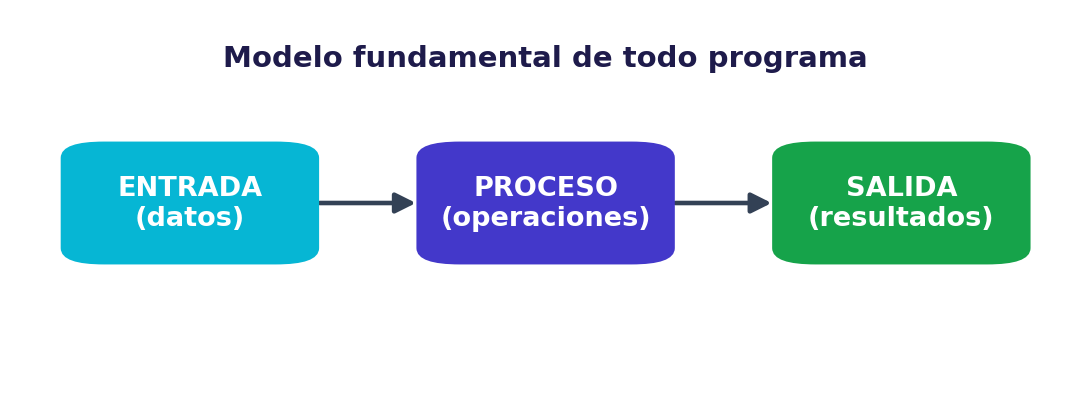 Modelo fundamental de todo programa
ENTRADA
(datos)
PROCESO
(operaciones)
SALIDA
(resultados)